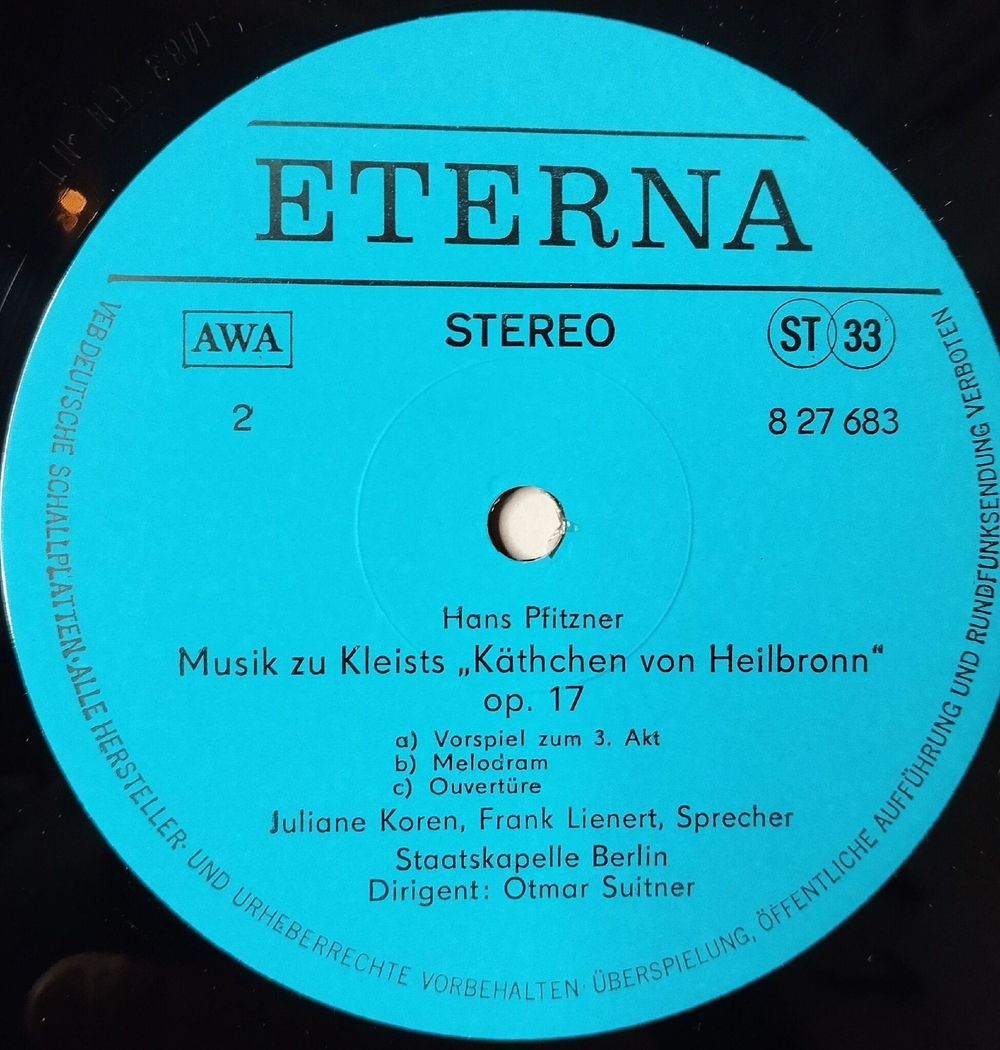 ETERNA
AWA
STEREO
ST 33
2
8 27 683
Hans Pfitzner
Musik zu Kleists „Käthchen von Heilbronn“
op. 17
a) Vorspiel zum 3. Akt
b) Melodram
c) Ouvertüre
Juliane Koren, Frank Lienert, Sprecher
Staatskapelle Berlin
Dirigent: Otmar Suitner
VEB DEUTSCHE SCHALLPLATTEN · ALLE HERSTELLER- UND URHEBERRECHTE VORBEHALTEN · ÜBERSPIELUNG, ÖFFENTLICHE AUFFÜHRUNG UND RUNDFUNKSENDUNG VERBOTEN